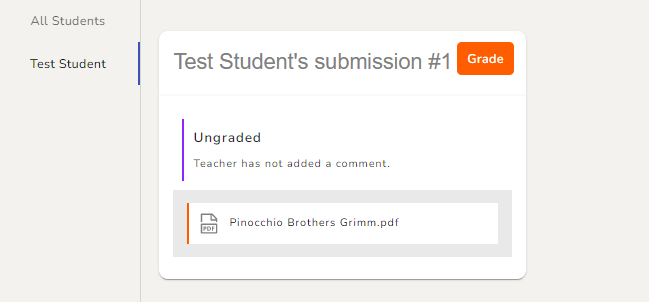 All Students
Test Student
Test Student's submission #1
Grade
Ungraded
Teacher has not added a comment.
PDF
Pinocchio Brothers Grimm.pdf